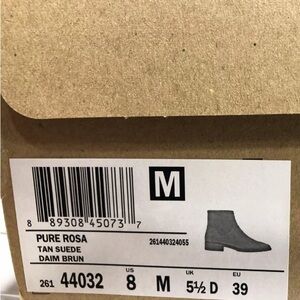 M
8 89308 45073 7
PURE ROSA
TAN SUEDE
DAIM BRUN
261440324055
US UK EU
261 44032 8 M 5½ D 39